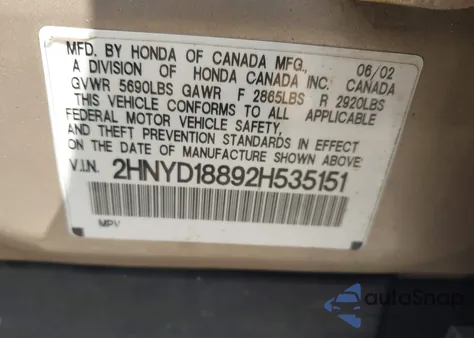 MFD. BY HONDA OF CANADA MFG.,
A DIVISION OF HONDA CANADA INC. CANADA 06/02
GVWR 5690LBS GAWR F 2865LBS R 2920LBS
THIS VEHICLE CONFORMS TO ALL APPLICABLE
FEDERAL MOTOR VEHICLE SAFETY,
AND THEFT PREVENTION STANDARDS IN EFFECT
ON THE DATE OF MANUFACTURE SHOWN ABOVE.
V.I.N. 2HNYD18892H535151
MPV
autoSnap